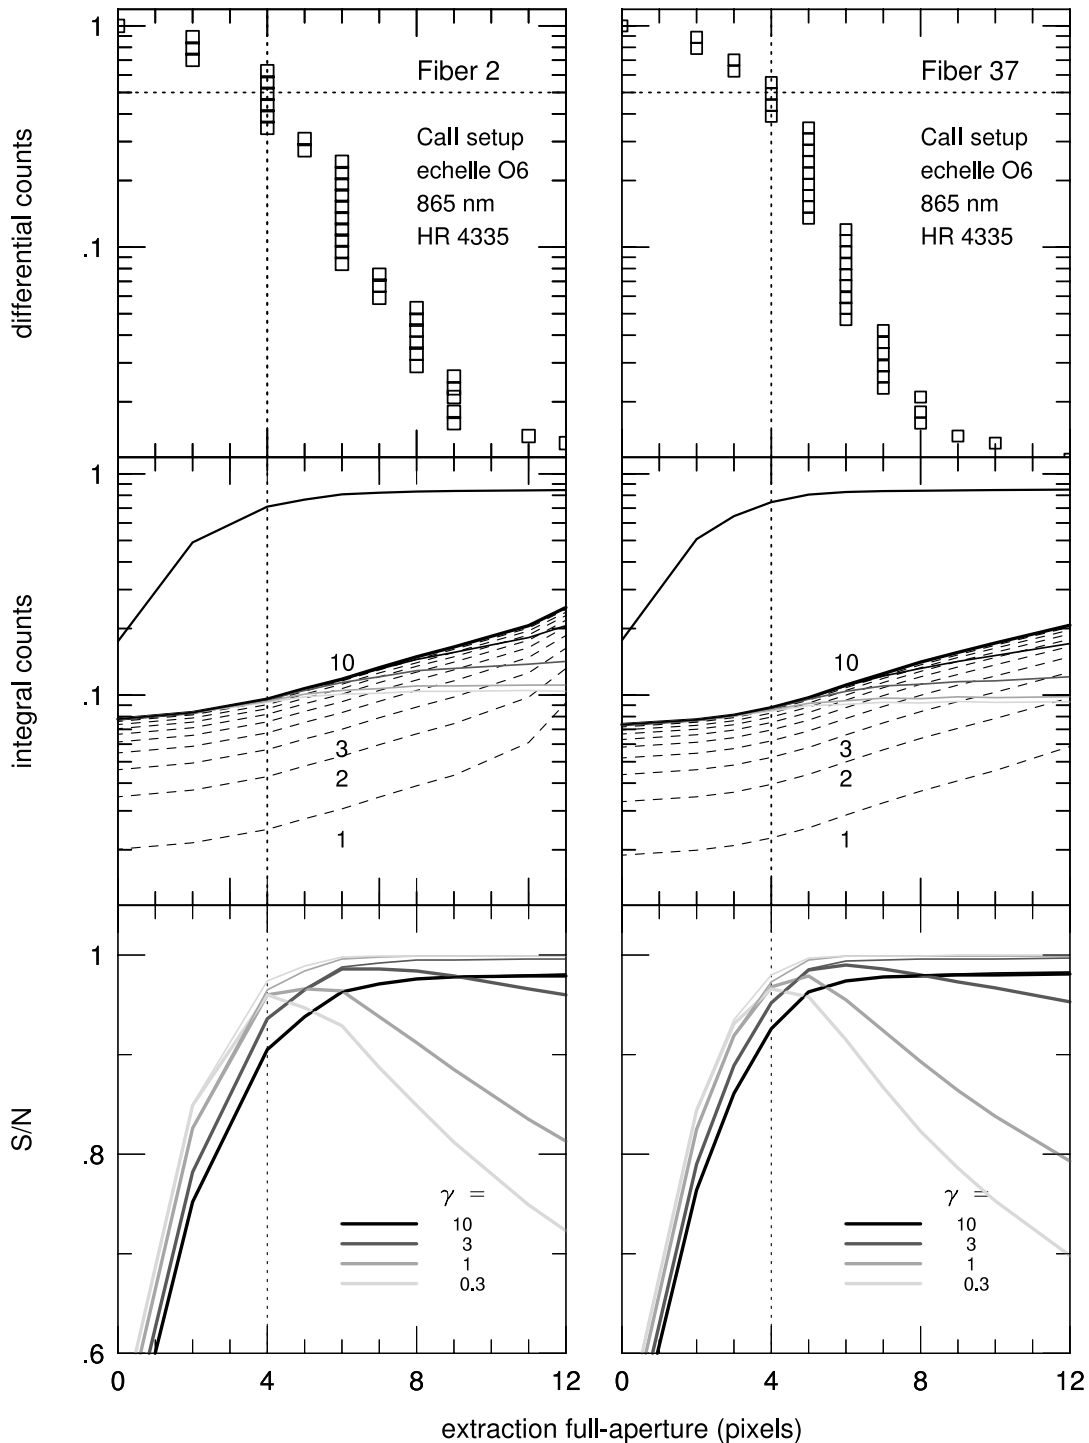 1
Fiber 2
Call setup
echelle O6
865 nm
HR 4335
.1
differential counts
Fiber 37
Call setup
echelle O6
865 nm
HR 4335
1
10
.1
3
2
1
integral counts
10
3
2
1
1
.8
.6
S/N
γ =
10
3
1
0.3
γ =
10
3
1
0.3
0 4 8 12
0 4 8 12
extraction full-aperture (pixels)